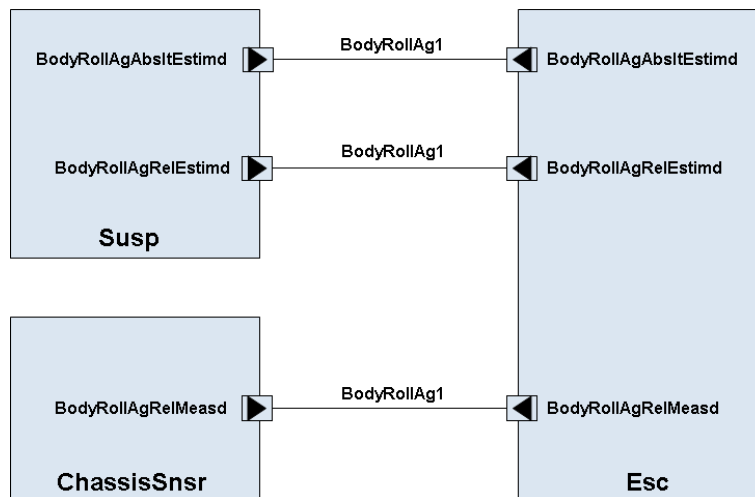 BodyRollAg1
BodyRollAgAbsltEstimd
BodyRollAgAbsltEstimd
BodyRollAg1
BodyRollAgRelEstimd
BodyRollAgRelEstimd
Susp
BodyRollAg1
BodyRollAgRelMeasd
BodyRollAgRelMeasd
ChassisSnsr
Esc